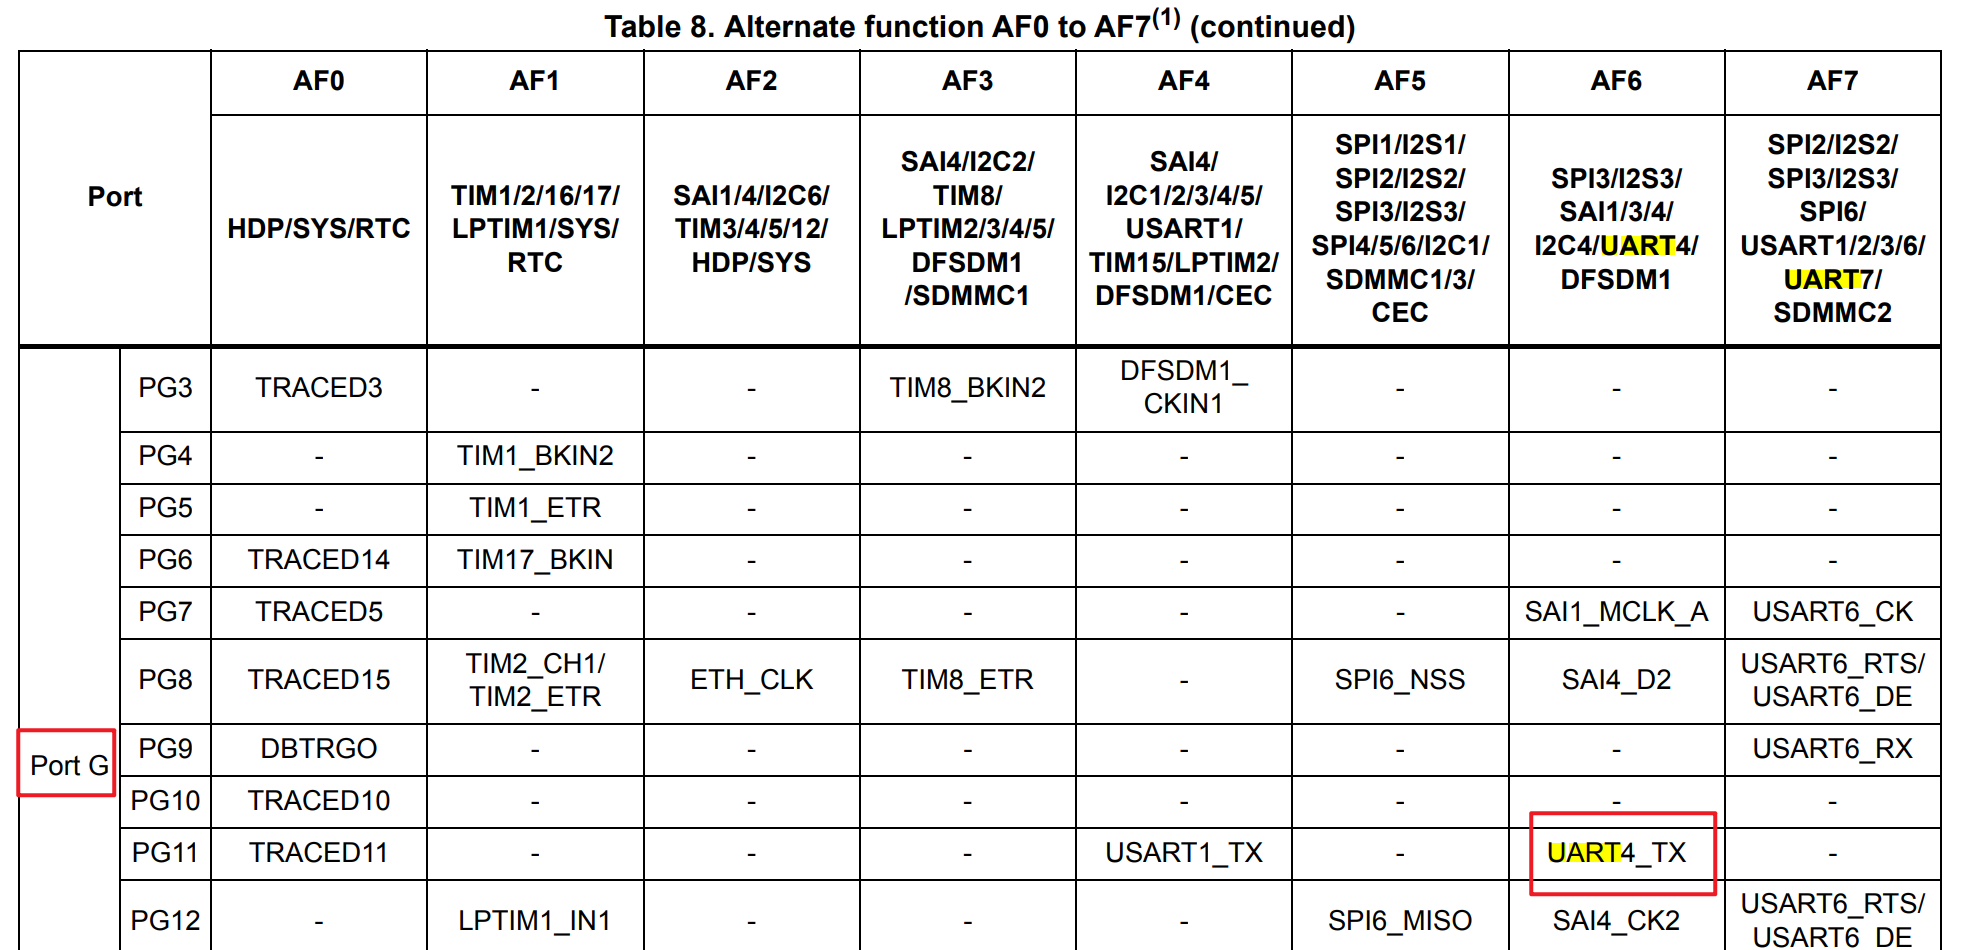 Table 8. Alternate function AF0 to AF7(1) (continued)
Port
AF0
AF1
AF2
AF3
AF4
AF5
AF6
AF7
HDP/SYS/RTC
TIM1/2/16/17/
LPTIM1/SYS/
RTC
SAI1/4/I2C6/
TIM3/4/5/12/
HDP/SYS
SAI4/I2C2/
TIM8/
LPTIM2/3/4/5/
DFSDM1
/SDMMC1
SAI4/
I2C1/2/3/4/5/
USART1/
TIM15/LPTIM2/
DFSDM1/CEC
SPI1/I2S1/
SPI2/I2S2/
SPI3/I2S3/
SPI4/5/6/I2C1/
SDMMC1/3/
CEC
SPI3/I2S3/
SAI1/3/4/
I2C4/UART4/
DFSDM1
SPI2/I2S2/
SPI3/I2S3/
SPI6/
USART1/2/3/6/
UART7/
SDMMC2
Port G
PG3 TRACED3 - - TIM8_BKIN2 DFSDM1_
CKIN1 - - -
PG4 - TIM1_BKIN2 - - - - - -
PG5 - TIM1_ETR - - - - - -
PG6 TRACED14 TIM17_BKIN - - - - - -
PG7 TRACED5 - - - - - SAI1_MCLK_A USART6_CK
PG8 TRACED15 TIM2_CH1/
TIM2_ETR ETH_CLK TIM8_ETR - SPI6_NSS SAI4_D2 USART6_RTS/
USART6_DE
PG9 DBTRGO - - - - - - USART6_RX
PG10 TRACED10 - - - - - - -
PG11 TRACED11 - - - USART1_TX - UART4_TX -
PG12 - LPTIM1_IN1 - - - SPI6_MISO SAI4_CK2 USART6_RTS/
USART6_DE